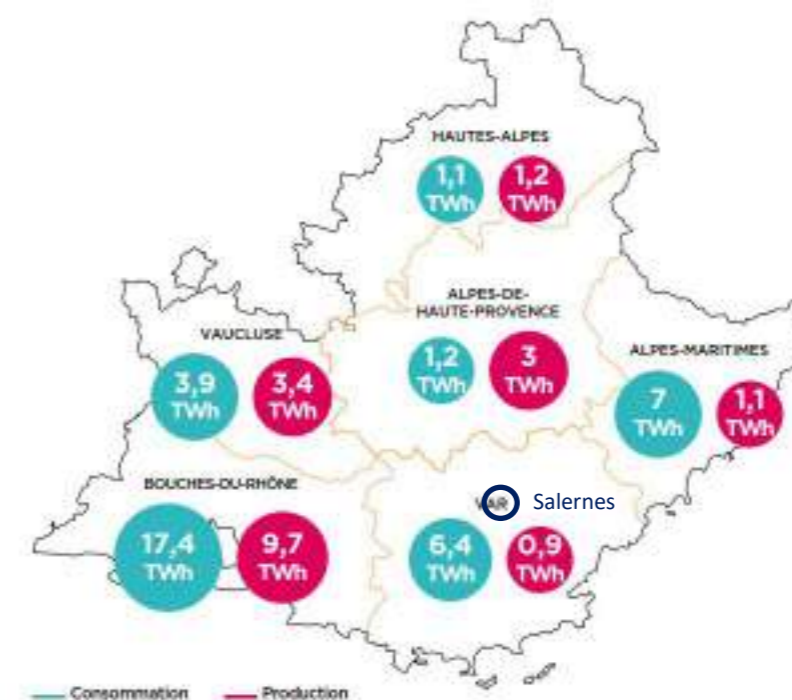 HAUTES-ALPES
1,1
TWh
1,2
TWh
ALPES-DE-
HAUTE-PROVENCE
1,2
TWh
3
TWh
VAUCLUSE
3,9
TWh
3,4
TWh
ALPES-MARITIMES
7
TWh
1,1
TWh
BOUCHES-DU-RHÔNE
17,4
TWh
9,7
TWh
VAR
Salernes
6,4
TWh
0,9
TWh
Consommation
Production